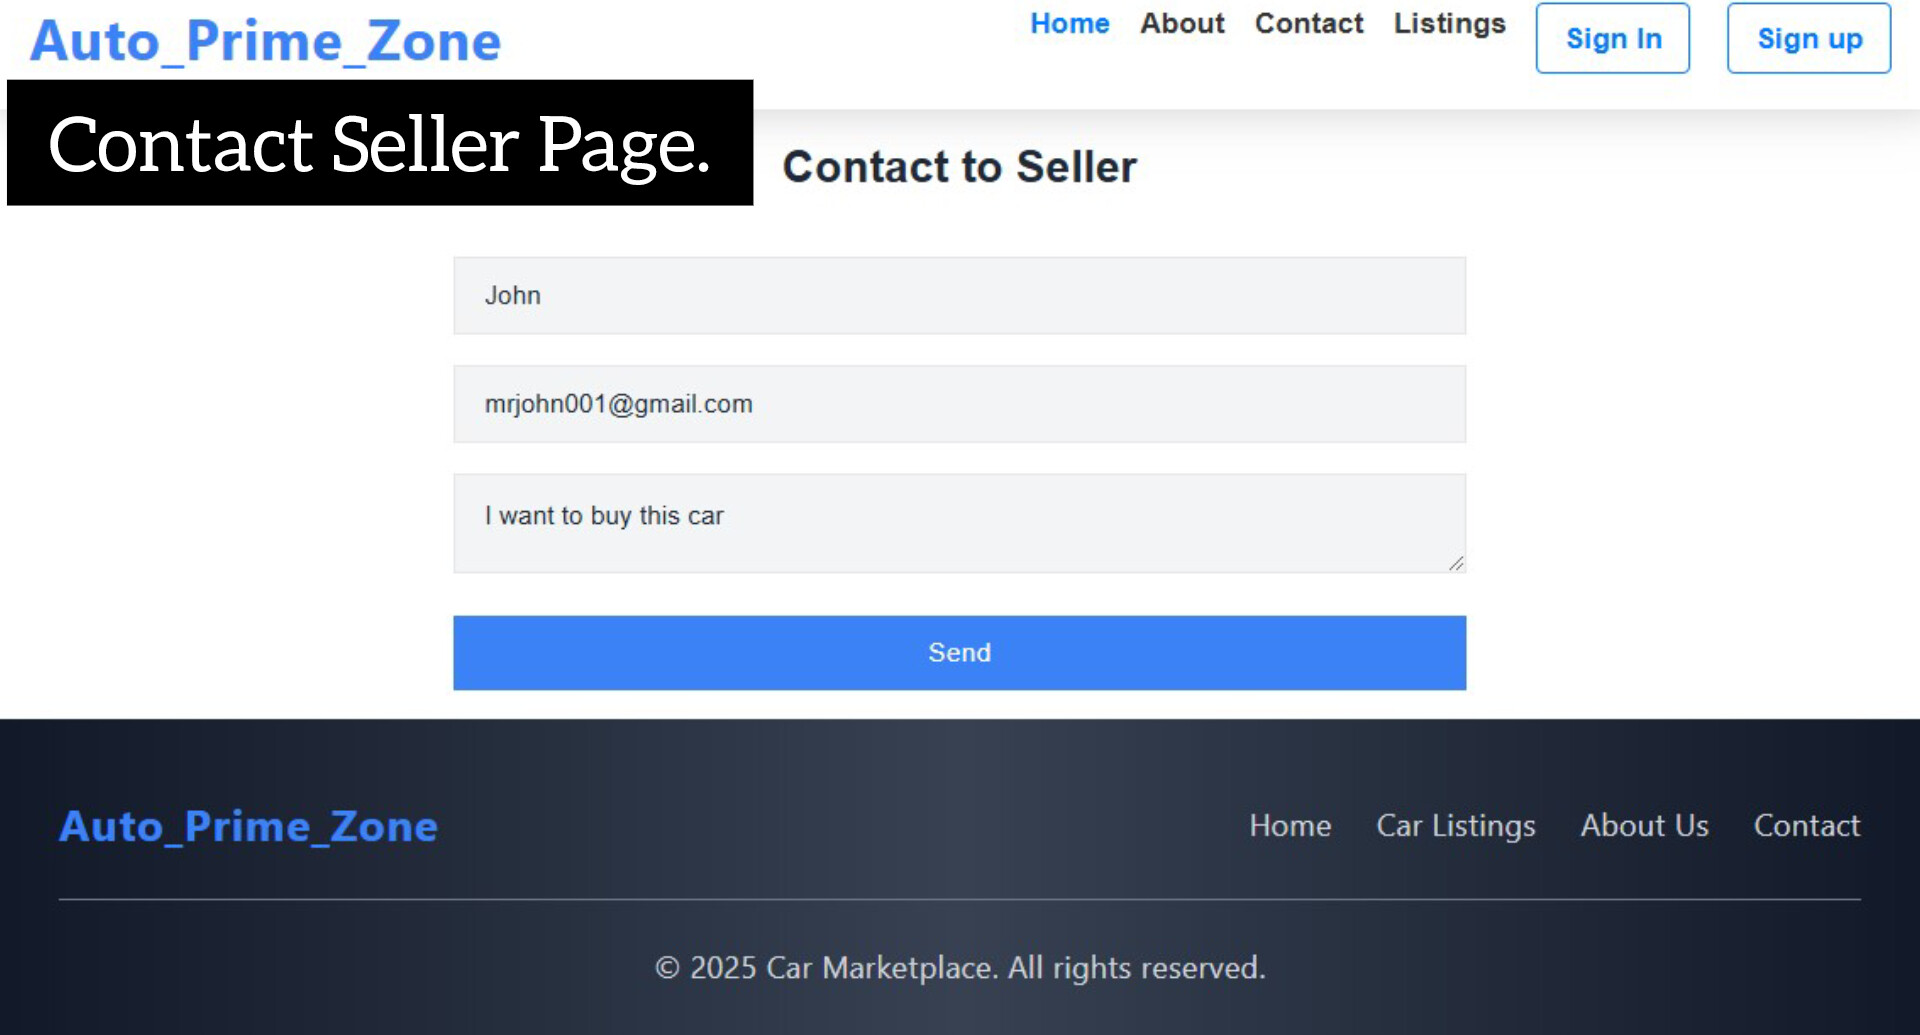 Auto_Prime_Zone
Home About Contact Listings Sign In Sign up
Contact Seller Page.
Contact to Seller
John
mrjohn001@gmail.com
I want to buy this car
Send
Auto_Prime_Zone
Home Car Listings About Us Contact
© 2025 Car Marketplace. All rights reserved.